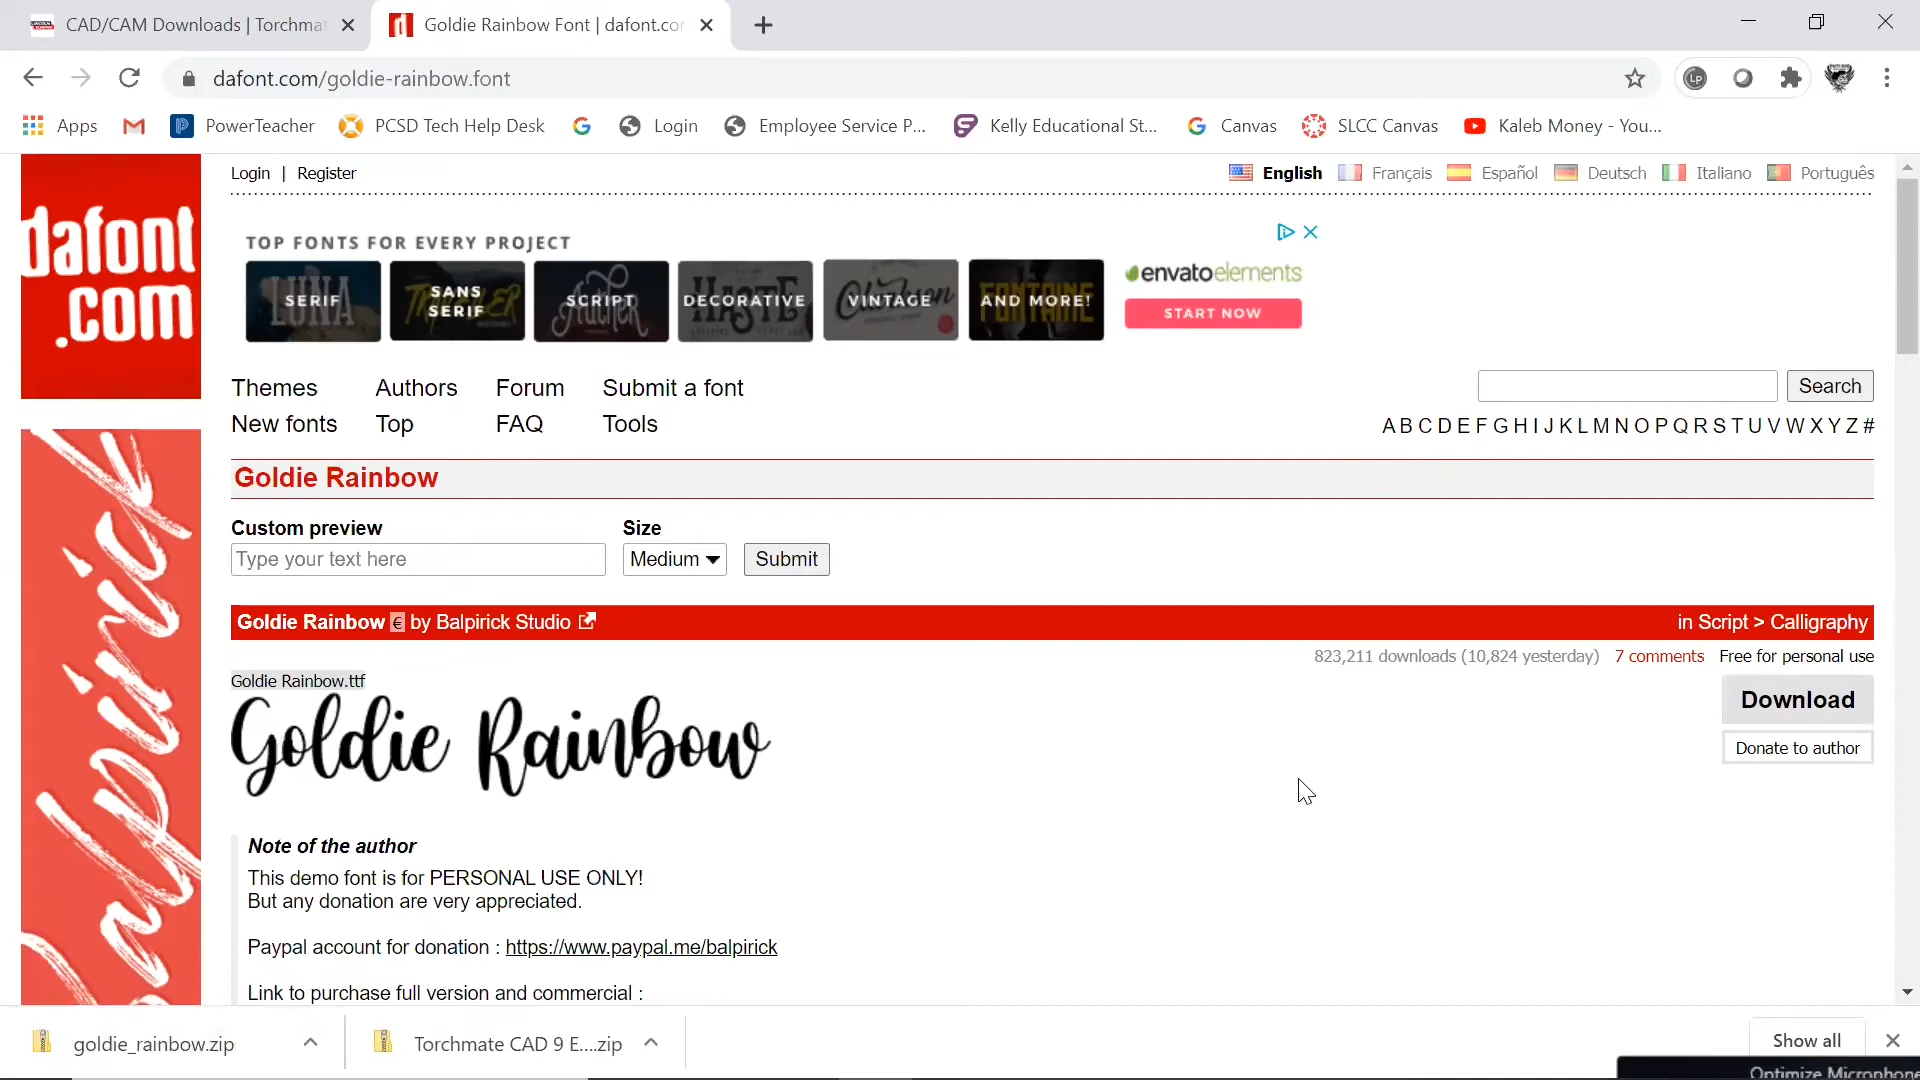 CAD/CAM Downloads | Torchmat
Goldie Rainbow Font | dafont.com
dafont.com/goldie-rainbow.font
LP
Apps
PowerTeacher
PCSD Tech Help Desk
Login
Employee Service P...
Kelly Educational St...
Canvas
SLCC Canvas
Kaleb Money - You...
dafont
.com
Login | Register
English Français Español Deutsch Italiano Português
TOP FONTS FOR EVERY PROJECT
SERIF
SANS SERIF
SCRIPT
DECORATIVE
VINTAGE
AND MORE!
envatoelements
START NOW
Themes Authors Forum Submit a font
New fonts Top FAQ Tools
Search
A B C D E F G H I J K L M N O P Q R S T U V W X Y Z #
Goldie Rainbow
Custom preview
Size
Type your text here
Medium
Submit
Goldie Rainbow € by Balpirick Studio
in Script > Calligraphy
823,211 downloads (10,824 yesterday) 7 comments Free for personal use
Goldie Rainbow.ttf
Download
Goldie Rainbow
Donate to author
Note of the author
This demo font is for PERSONAL USE ONLY!
But any donation are very appreciated.
Paypal account for donation : https://www.paypal.me/balpirick
Link to purchase full version and commercial :
goldie_rainbow.zip
Torchmate CAD 9 E....zip
Show all
Optimize Microphone